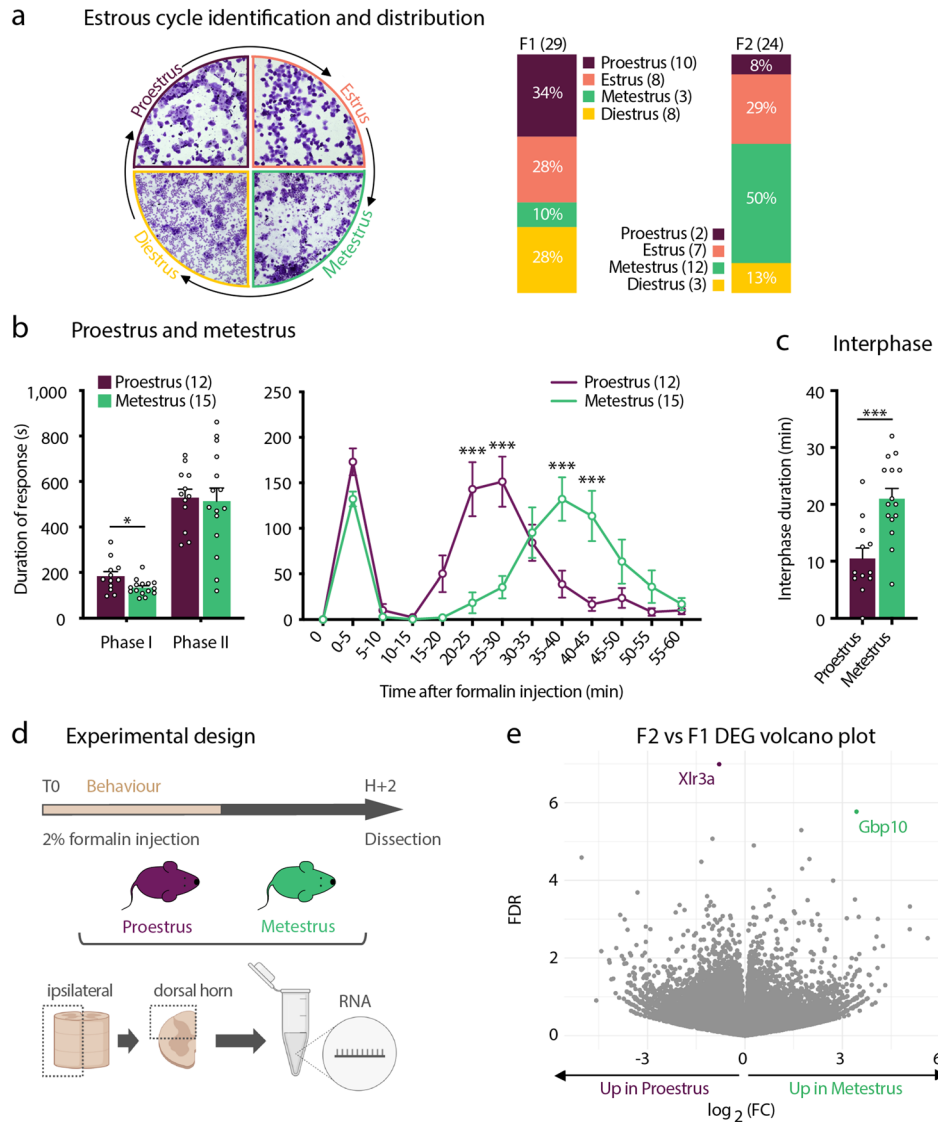 a Estrous cycle identification and distribution
Proestrus
Estrus
Metestrus
Diestrus
F1 (29)
34%
28%
10%
28%
Proestrus (10)
Estrus (8)
Metestrus (3)
Diestrus (8)
F2 (24)
8%
29%
50%
13%
Proestrus (2)
Estrus (7)
Metestrus (12)
Diestrus (3)
b Proestrus and metestrus
Duration of response (s)
1,000
800
600
400
200
0
Proestrus (12)
Metestrus (15)
*
Phase I
Phase II
200
150
100
50
0
Proestrus (12)
Metestrus (15)
***
***
***
***
0
0-5
5-10
10-15
15-20
20-25
25-30
30-35
35-40
40-45
45-50
50-55
55-60
Time after formalin injection (min)
c Interphase
Interphase duration (min)
40
30
20
10
0
***
Proestrus
Metestrus
d Experimental design
T0 Behaviour H+2
2% formalin injection Dissection
Proestrus Metestrus
ipsilateral dorsal horn RNA
e F2 vs F1 DEG volcano plot
Xlr3a
Gbp10
FDR
6
4
2
0
-3 0 3 6
Up in Proestrus Up in Metestrus
log 2 (FC)